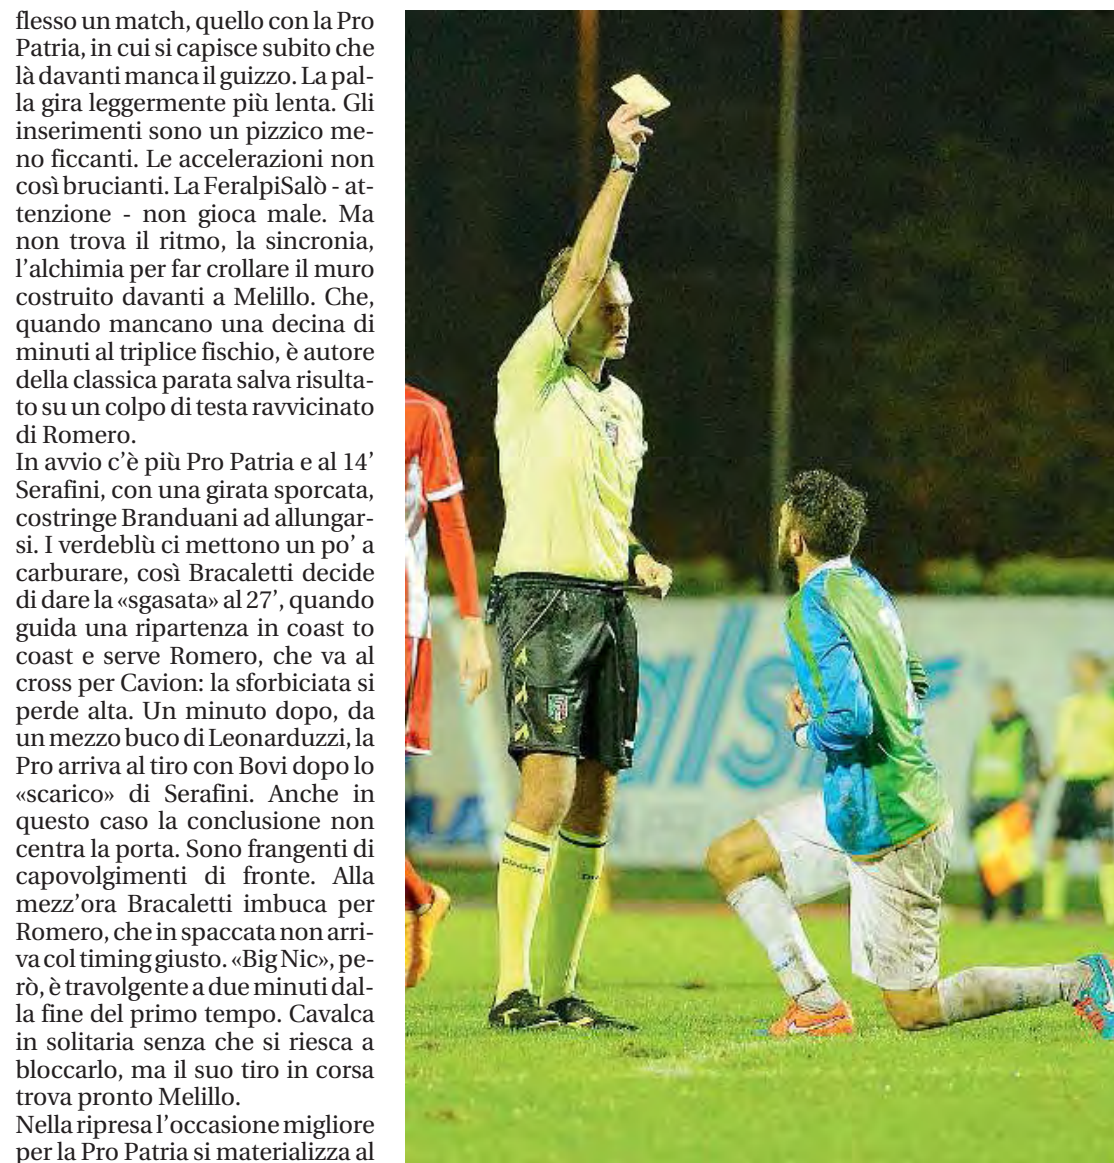 flesso un match, quello con la Pro
Patria, in cui si capisce subito che
là davanti manca il guizzo. La pal-
la gira leggermente più lenta. Gli
inserimenti sono un pizzico me-
no ficcanti. Le accelerazioni non
così brucianti. La FeralpiSalò - at-
tenzione - non gioca male. Ma
non trova il ritmo, la sincronia,
l’alchimia per far crollare il muro
costruito davanti a Melillo. Che,
quando mancano una decina di
minuti al triplice fischio, è autore
della classica parata salva risulta-
to su un colpo di testa ravvicinato
di Romero.
In avvio c’è più Pro Patria e al 14’
Serafini, con una girata sporcata,
costringe Branduani ad allungar-
si. I verdeblù ci mettono un po’ a
carburare, così Bracaletti decide
di dare la «sgasata» al 27’, quando
guida una ripartenza in coast to
coast e serve Romero, che va al
cross per Cavion: la sforbiciata si
perde alta. Un minuto dopo, da
un mezzo buco di Leonarduzzi, la
Pro arriva al tiro con Bovi dopo lo
«scarico» di Serafini. Anche in
questo caso la conclusione non
centra la porta. Sono frangenti di
capovolgimenti di fronte. Alla
mezz’ora Bracaletti imbuca per
Romero, che in spaccata non arri-
va col timing giusto. «Big Nic», pe-
rò, è travolgente a due minuti dal-
la fine del primo tempo. Cavalca
in solitaria senza che si riesca a
bloccarlo, ma il suo tiro in corsa
trova pronto Melillo.
Nella ripresa l’occasione migliore
per la Pro Patria si materializza al